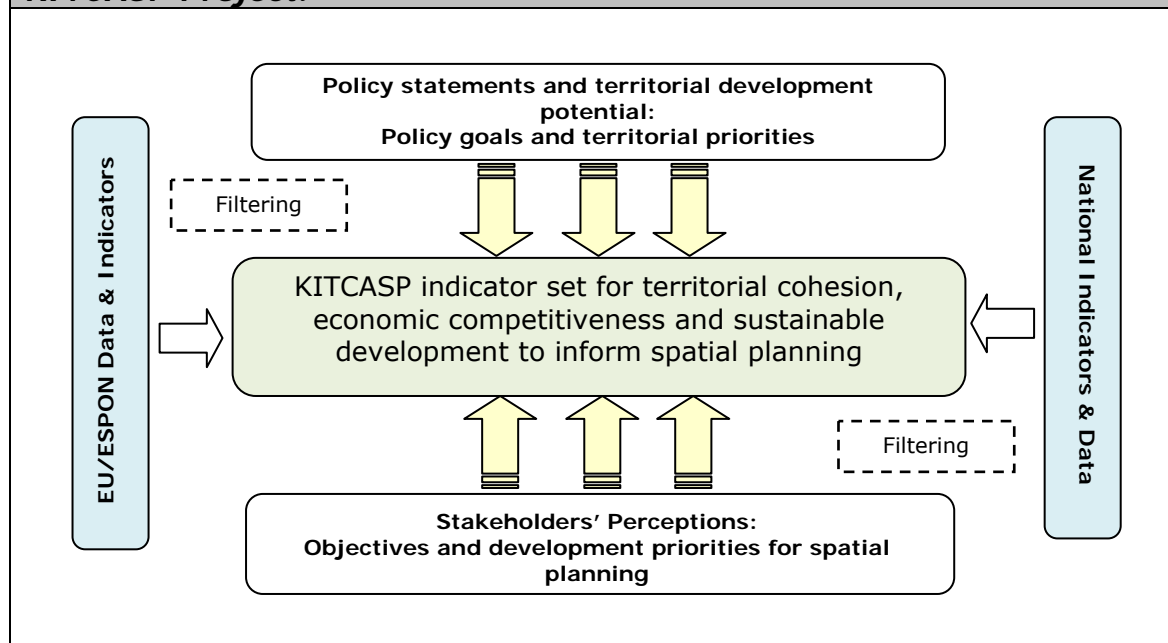 KITCASP Project.
Policy statements and territorial development
potential:
Policy goals and territorial priorities
EU/ESPON Data & Indicators
Filtering
National Indicators & Data
KITCASP indicator set for territorial cohesion,
economic competitiveness and sustainable
development to inform spatial planning
Filtering
Stakeholders’ Perceptions:
Objectives and development priorities for spatial
planning